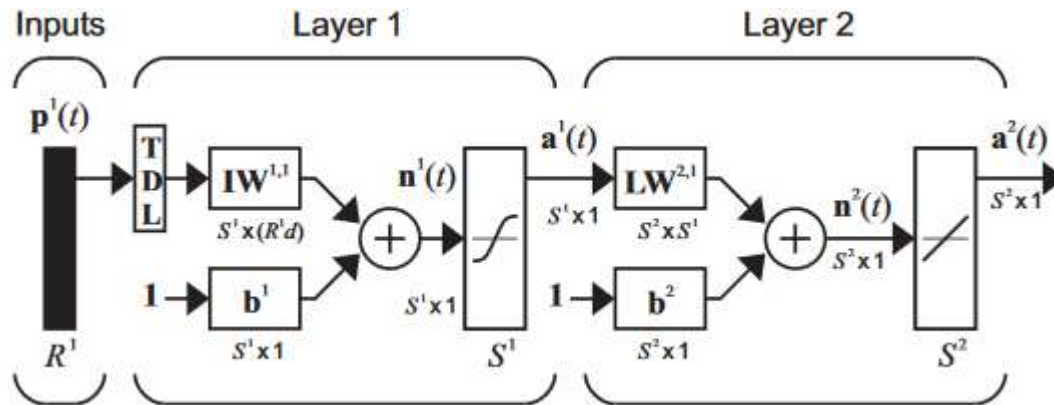 Inputs Layer 1 Layer 2
p¹(t) a¹(t) a²(t)
TDL IW¹,¹ n¹(t) LW²,¹ n²(t)
S¹x(R¹d) S¹x1 S²xS¹ S²x1 S²x1
1 b¹ S¹x1 1 b²
R¹ S¹x1 S¹ S²x1 S²